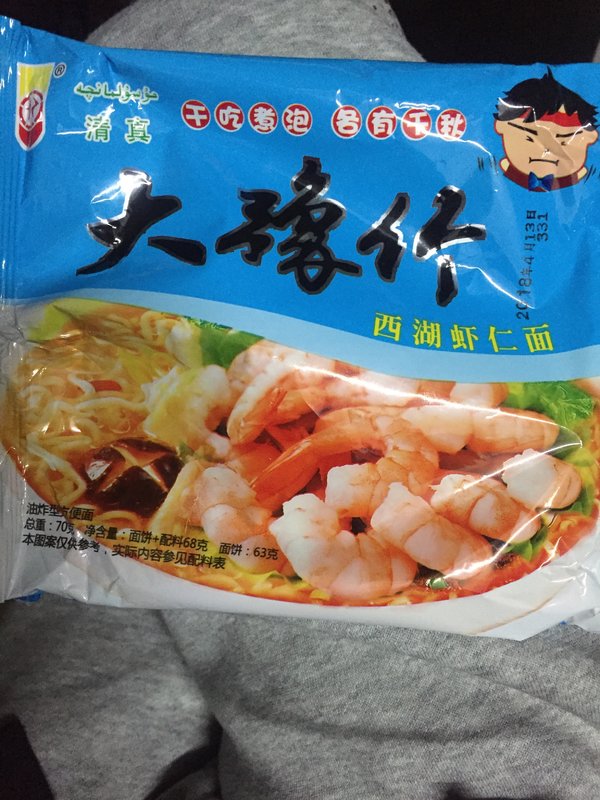 مۇسۇلمانچە
清真
干吃煮泡 各有千秋
大豫竹
2018年4月13日
331
西湖虾仁面
油炸型方便面
总重:70克 净含量:面饼+配料68克 面饼:63克
本图案仅供参考,实际内容参见配料表